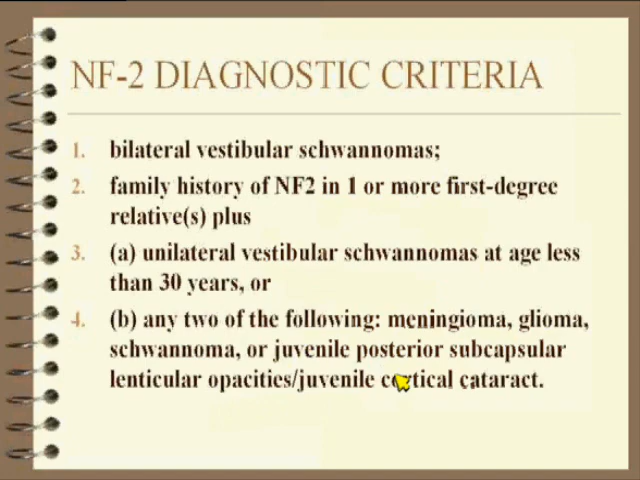 NF-2 DIAGNOSTIC CRITERIA
1. bilateral vestibular schwannomas;
2. family history of NF2 in 1 or more first-degree
relative(s) plus
3. (a) unilateral vestibular schwannomas at age less
than 30 years, or
4. (b) any two of the following: meningioma, glioma,
schwannoma, or juvenile posterior subcapsular
lenticular opacities/juvenile cortical cataract.